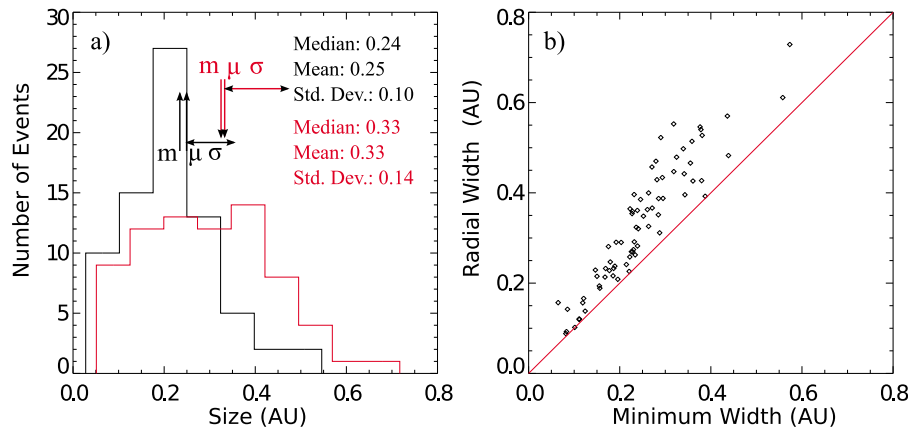 a)
m μ σ
Median: 0.24
Mean: 0.25
Std. Dev.: 0.10
Median: 0.33
Mean: 0.33
Std. Dev.: 0.14
m μ σ
30
25
20
15
10
5
0
Number of Events
0.0 0.2 0.4 0.6 0.8
Size (AU)
b)
0.8
0.6
0.4
0.2
0.0
Radial Width (AU)
0.0 0.2 0.4 0.6 0.8
Minimum Width (AU)